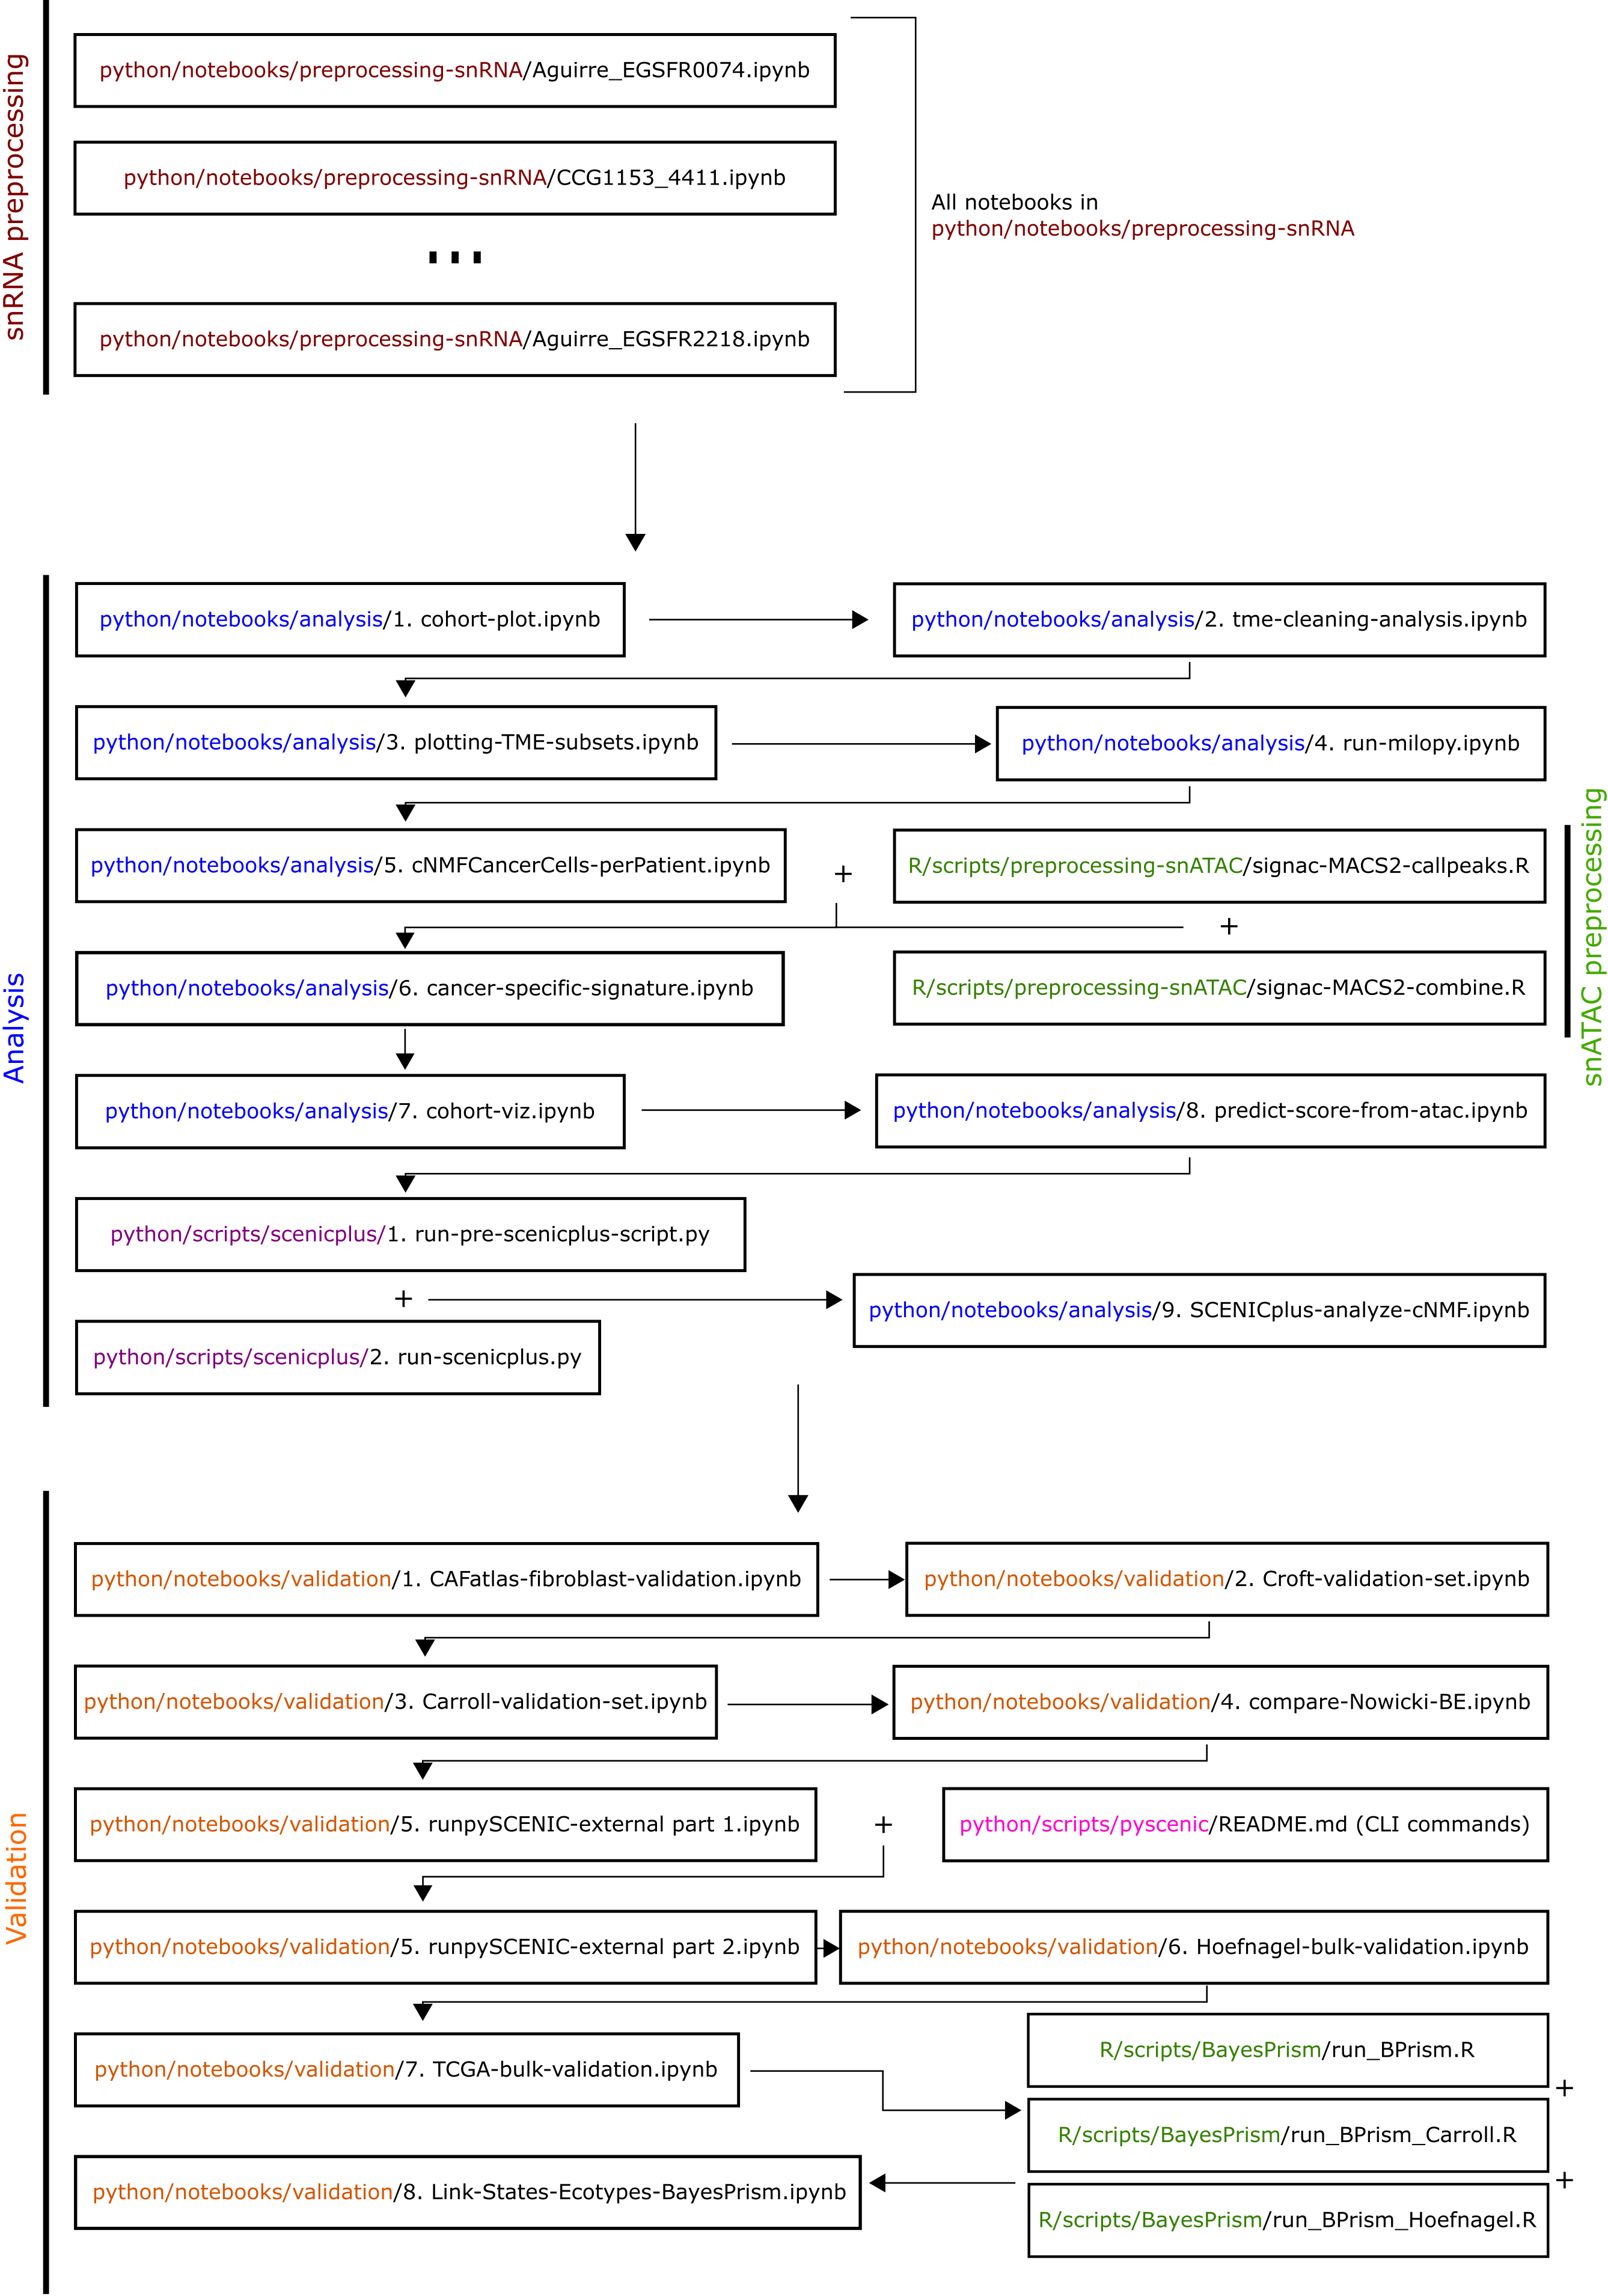 snRNA preprocessing
python/notebooks/preprocessing-snRNA/Aguirre_EGSFR0074.ipynb
python/notebooks/preprocessing-snRNA/CCG1153_4411.ipynb
...
python/notebooks/preprocessing-snRNA/Aguirre_EGSFR2218.ipynb
All notebooks in
python/notebooks/preprocessing-snRNA
Analysis
python/notebooks/analysis/1. cohort-plot.ipynb
python/notebooks/analysis/2. tme-cleaning-analysis.ipynb
python/notebooks/analysis/3. plotting-TME-subsets.ipynb
python/notebooks/analysis/4. run-milopy.ipynb
python/notebooks/analysis/5. cNMFCancerCells-perPatient.ipynb
+
R/scripts/preprocessing-snATAC/signac-MACS2-callpeaks.R
+
python/notebooks/analysis/6. cancer-specific-signature.ipynb
R/scripts/preprocessing-snATAC/signac-MACS2-combine.R
snATAC preprocessing
python/notebooks/analysis/7. cohort-viz.ipynb
python/notebooks/analysis/8. predict-score-from-atac.ipynb
python/scripts/scenicplus/1. run-pre-scenicplus-script.py
+
python/notebooks/analysis/9. SCENICplus-analyze-cNMF.ipynb
python/scripts/scenicplus/2. run-scenicplus.py
Validation
python/notebooks/validation/1. CAFatlas-fibroblast-validation.ipynb
python/notebooks/validation/2. Croft-validation-set.ipynb
python/notebooks/validation/3. Carroll-validation-set.ipynb
python/notebooks/validation/4. compare-Nowicki-BE.ipynb
python/notebooks/validation/5. runpySCENIC-external part 1.ipynb
+
python/scripts/pyscenic/README.md (CLI commands)
python/notebooks/validation/5. runpySCENIC-external part 2.ipynb
python/notebooks/validation/6. Hoefnagel-bulk-validation.ipynb
python/notebooks/validation/7. TCGA-bulk-validation.ipynb
R/scripts/BayesPrism/run_BPrism.R
+
R/scripts/BayesPrism/run_BPrism_Carroll.R
+
R/scripts/BayesPrism/run_BPrism_Hoefnagel.R
python/notebooks/validation/8. Link-States-Ecotypes-BayesPrism.ipynb